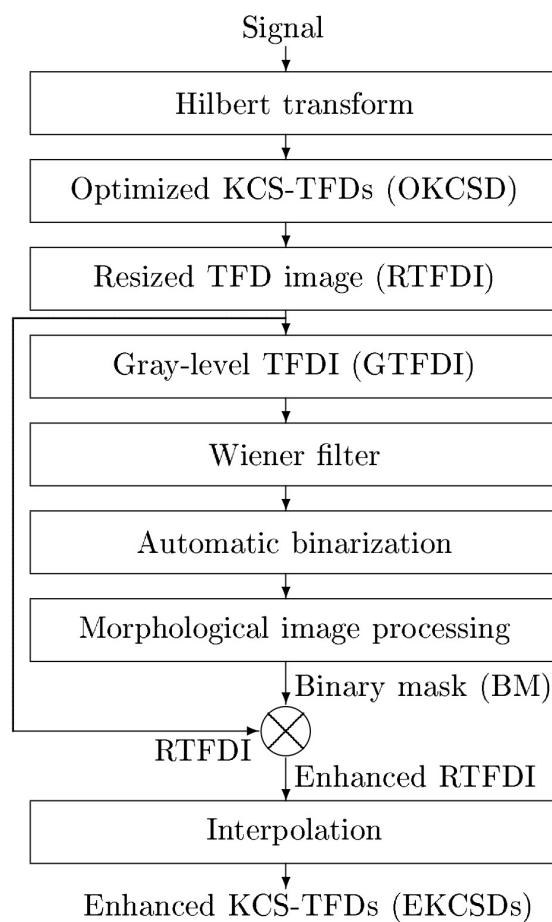 Signal
Hilbert transform
Optimized KCS-TFDs (OKCSD)
Resized TFD image (RTFDI)
Gray-level TFDI (GTFDI)
Wiener filter
Automatic binarization
Morphological image processing
Binary mask (BM)
RTFDI
Enhanced RTFDI
Interpolation
Enhanced KCS-TFDs (EKCSDs)